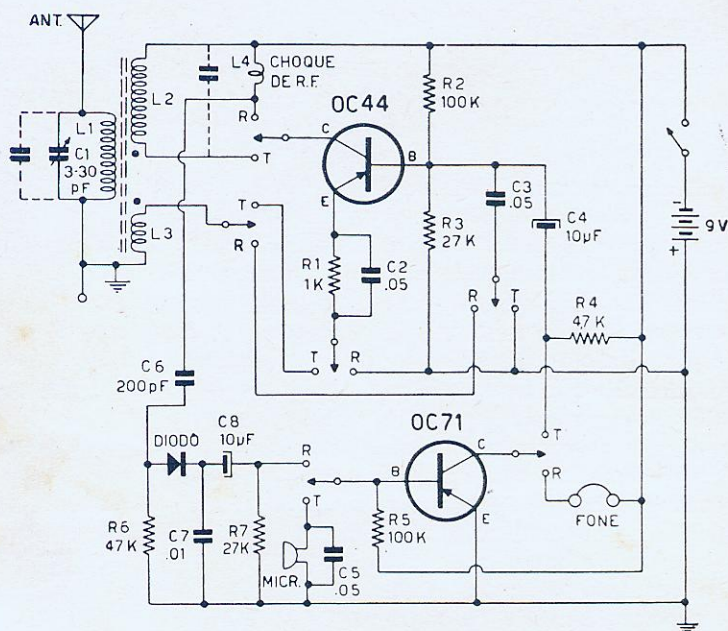 ANT.
L4
CHOQUE
DE R.F.
OC44
R2
100K
L2
L1
C1
3-30
pF
R
C
B
T
E
L3
T
R
R3
27 K
C3
.05
C4
10µF
-
9V
+
R1
1K
C2
.05
R
T
R4
4,7 K
T
R
C6
200pF
OC71
C8
10µF
DIODO
R
T
B
C
E
T
R
FONE
R6
47K
C7
.01
R7
27K
MICR.
C5
.05
R5
100K